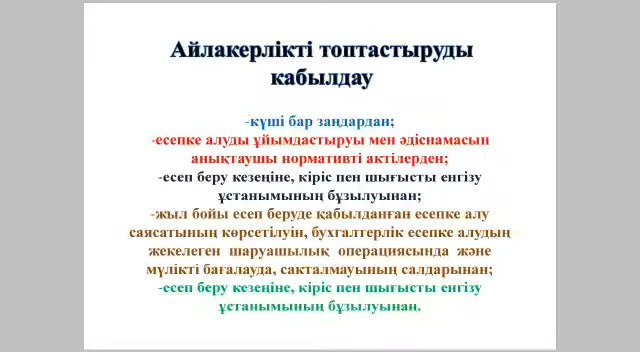 Айлакерлікті топтастыруды
кабылдау
-күші бар заңдардан;
-есепке алуды ұйымдастыруы мен әдіснамасын
анықтаушы нормативті актілерден;
-есеп беру кезеңіне, кіріс пен шығысты енгізу
ұстанымының бұзылуынан;
-жыл бойы есеп беруде қабылданған есепке алу
саясатының көрсетілуін, бухгалтерлік есепке алудың
жекелеген шаруашылық операциясында және
мүлікті бағалауда, сакталмауының салдарынан;
-есеп беру кезеңіне, кіріс пен шығысты енгізу
ұстанымының бұзылуынан.